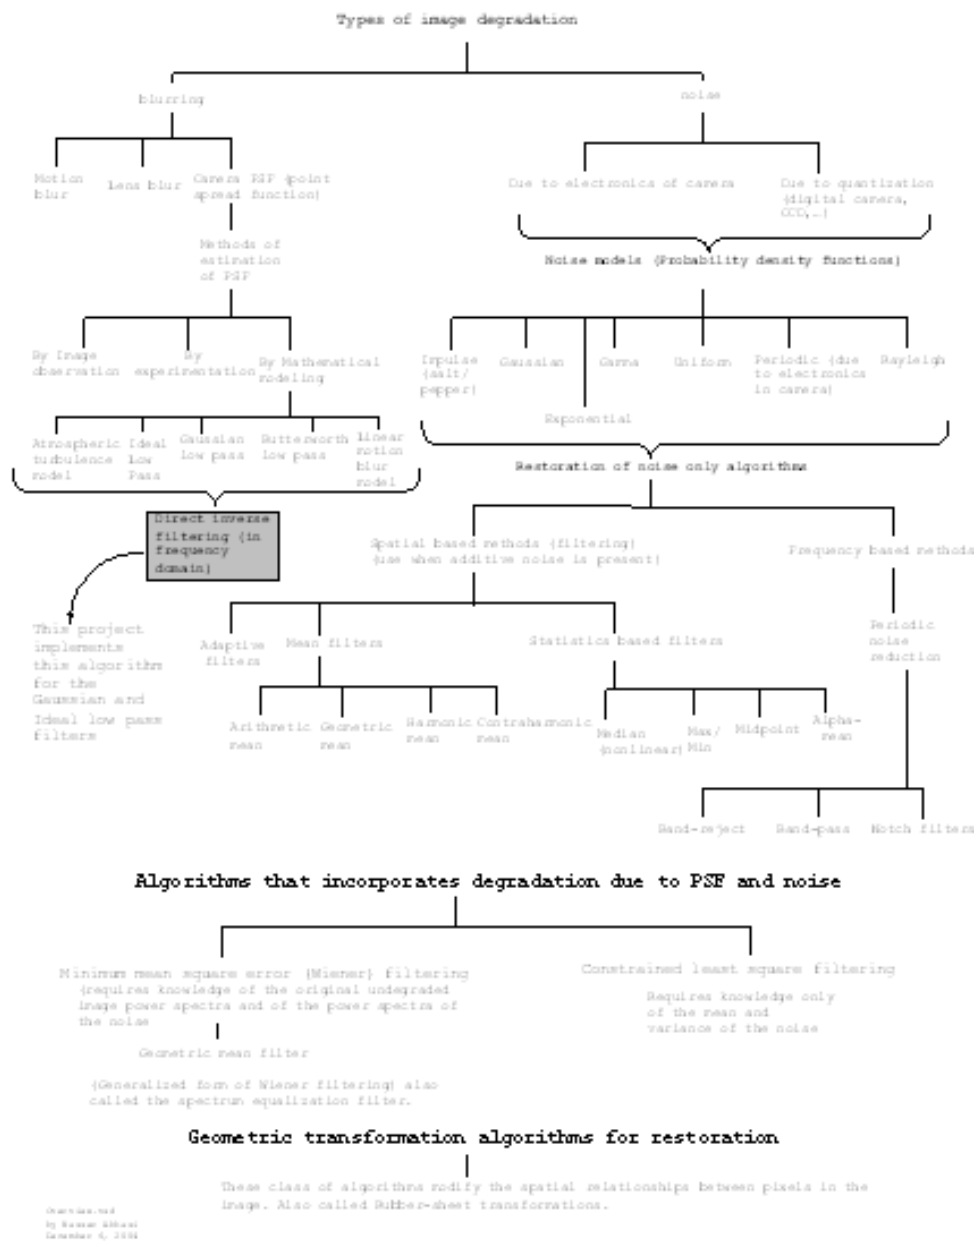 Types of image degradation
blurring
noise
Motion
blur
Lens blur
Camera PSF (point
spread function)
Due to electronics of camera
Due to quantization
(digital camera,
CCD,…)
Methods of
estimation
of PSF
Noise models (Probability density functions)
By Image
observation
By
experimentation
By Mathematical
modeling
Impulse
(salt/
pepper)
Gaussian
Exponential
Gamma
Uniform
Periodic (due
to electronics
in camera)
Rayleigh
Atmospheric
turbulence
model
Ideal
Low
Pass
Gaussian
low pass
Butterworth
low pass
Linear
motion
blur
model
Restoration of noise only algorithms
Direct inverse
filtering (in
frequency
domain)
Spatial based methods (filtering)
(use when additive noise is present)
Frequency based methods
This project
implements
this algorithm
for the
Gaussian and
Ideal low pass
filters
Adaptive
filters
Mean filters
Statistics based filters
Periodic
noise
reduction
Arithmetic
mean
Geometric
mean
Harmonic
mean
Contraharmonic
mean
Median
(nonlinear)
Max/
Min
Midpoint
Alpha-
mean
Band-reject
Band-pass
Notch filters
Algorithms that incorporates degradation due to PSF and noise
Minimum mean square error (Wiener) filtering
(requires knowledge of the original undegraded
image power spectra and of the power spectra of
the noise
Constrained least square filtering
Requires knowledge only
of the mean and
variance of the noise
Geometric mean filter
(Generalized form of Wiener filtering) also
called the spectrum equalization filter.
Geometric transformation algorithms for restoration
These class of algorithms modify the spatial relationships between pixels in the
image. Also called Rubber-sheet transformations.
by Nasser Abbasi